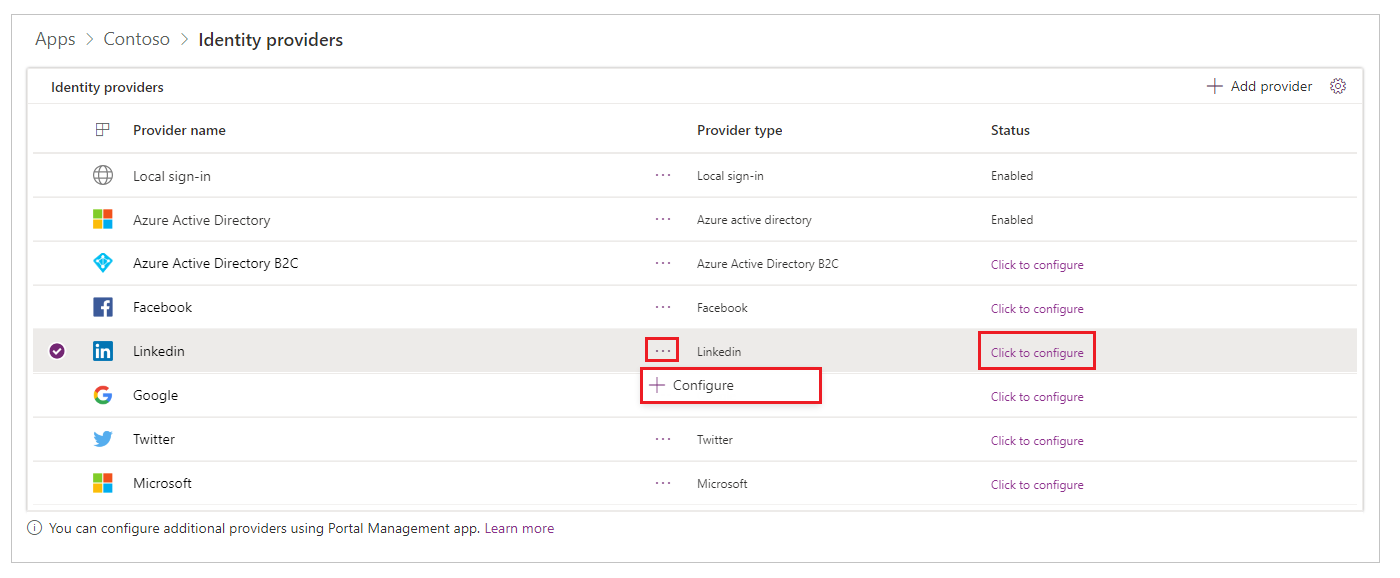 Apps > Contoso > Identity providers
Identity providers
Add provider
Provider name Provider type Status
Local sign-in ··· Local sign-in Enabled
Azure Active Directory ··· Azure active directory Enabled
Azure Active Directory B2C ··· Azure Active Directory B2C Click to configure
Facebook ··· Facebook Click to configure
Linkedin ··· Linkedin Click to configure
Configure
Google Click to configure
Twitter ··· Twitter Click to configure
Microsoft ··· Microsoft Click to configure
You can configure additional providers using Portal Management app. Learn more